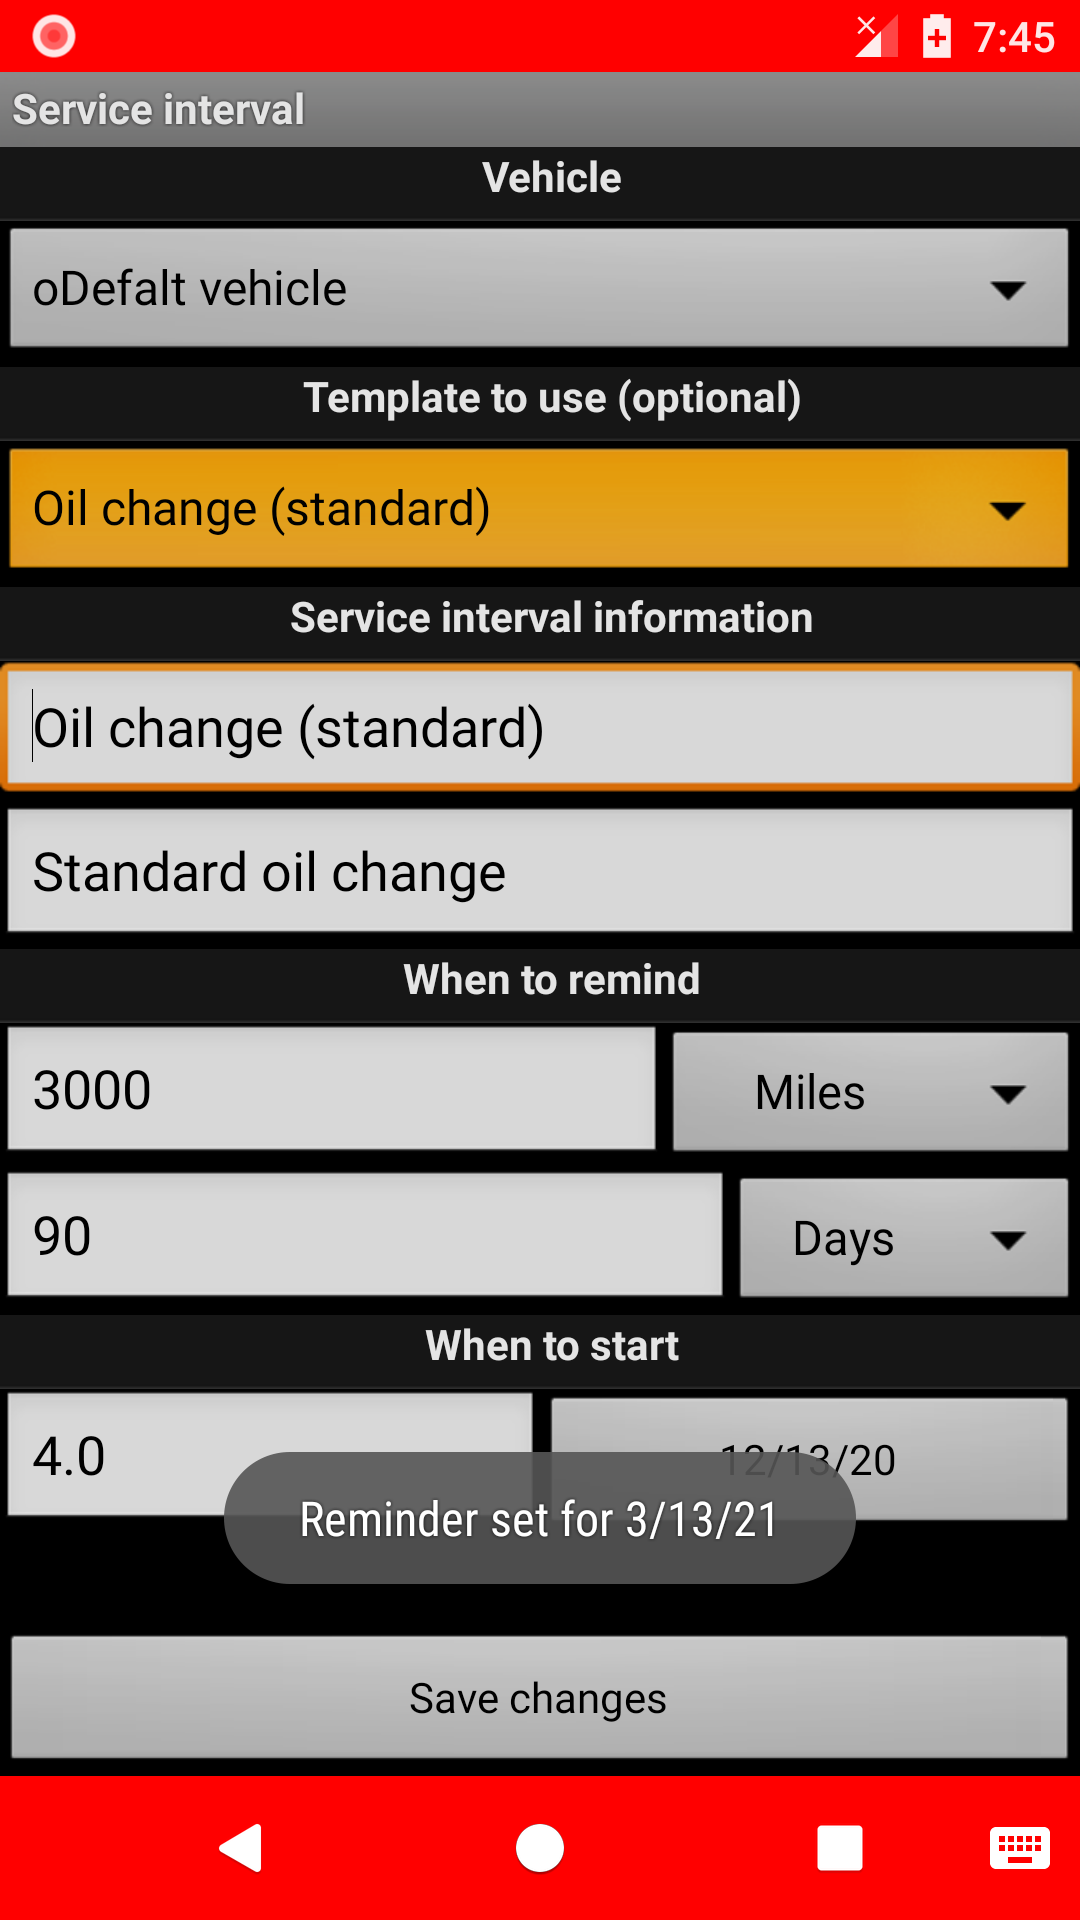 7:45
Service interval
Vehicle
oDefalt vehicle
Template to use (optional)
Oil change (standard)
Service interval information
Oil change (standard)
Standard oil change
When to remind
3000
Miles
90
Days
When to start
4.0
12/13/20
Reminder set for 3/13/21
Save changes